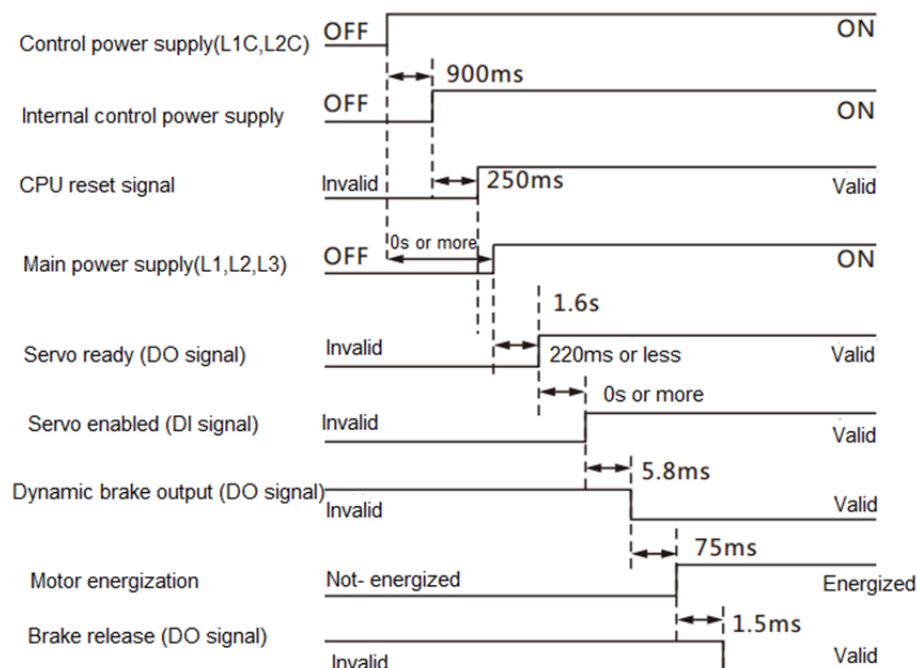 Control power supply(L1C,L2C) OFF ON
900ms
Internal control power supply OFF ON
CPU reset signal Invalid 250ms Valid
0s or more
Main power supply(L1,L2,L3) OFF ON
1.6s
Servo ready (DO signal) Invalid 220ms or less Valid
0s or more
Servo enabled (DI signal) Invalid Valid
5.8ms
Dynamic brake output (DO signal) Invalid Valid
75ms
Motor energization Not- energized Energized
1.5ms
Brake release (DO signal) Invalid Valid